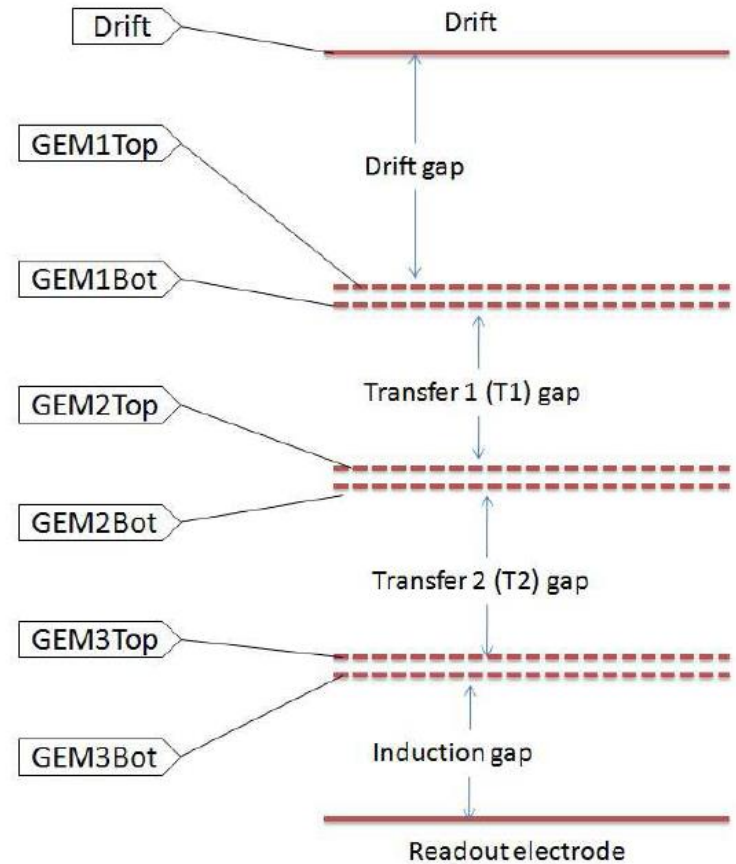 Drift
Drift
GEM1Top
Drift gap
GEM1Bot
Transfer 1 (T1) gap
GEM2Top
GEM2Bot
Transfer 2 (T2) gap
GEM3Top
GEM3Bot
Induction gap
Readout electrode